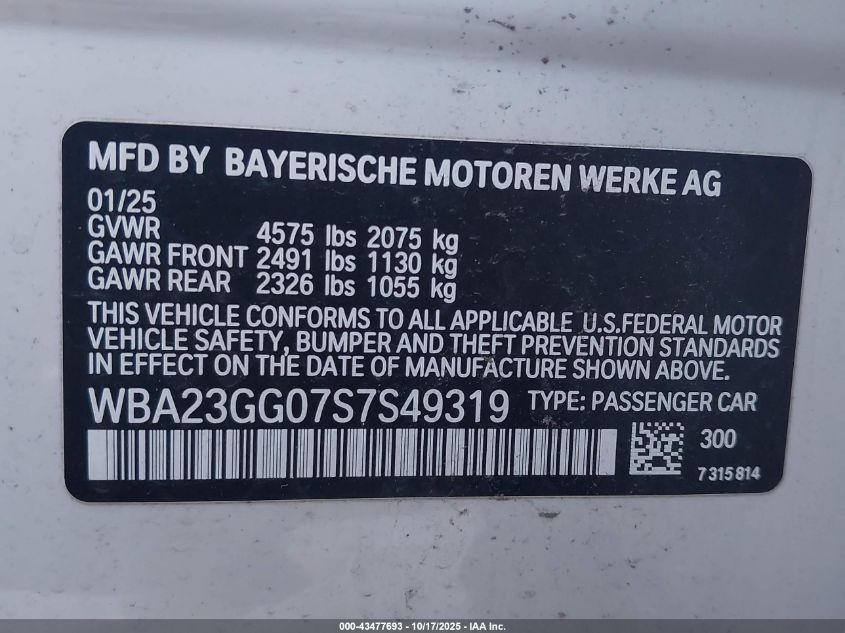 MFD BY BAYERISCHE MOTOREN WERKE AG
01/25
GVWR 4575 lbs 2075 kg
GAWR FRONT 2491 lbs 1130 kg
GAWR REAR 2326 lbs 1055 kg
THIS VEHICLE CONFORMS TO ALL APPLICABLE U.S.FEDERAL MOTOR
VEHICLE SAFETY, BUMPER AND THEFT PREVENTION STANDARDS
IN EFFECT ON THE DATE OF MANUFACTURE SHOWN ABOVE.
WBA23GG07S7S49319 TYPE: PASSENGER CAR
300
7 315 814
000-43477693 - 10/17/2025 - IAA Inc.